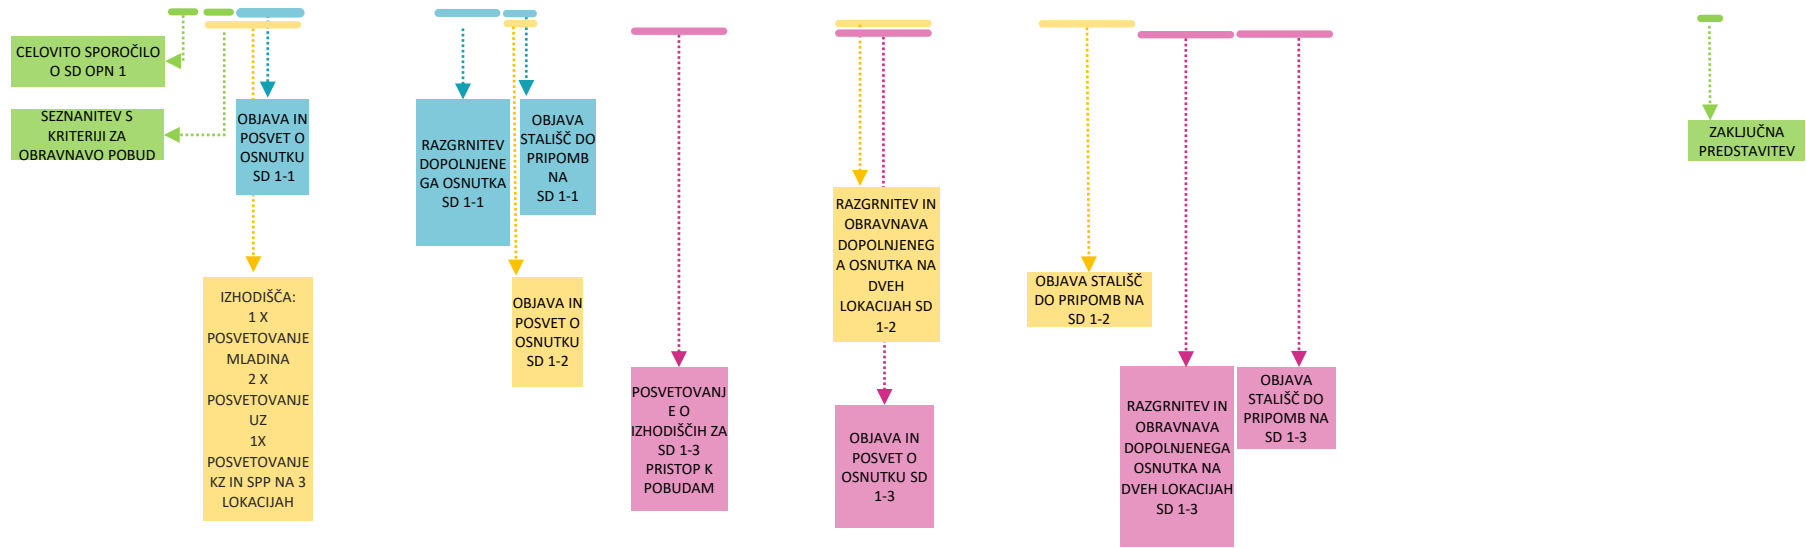 CELOVITO SPOROČILO
O SD OPN 1
SEZNANITEV S
KRITERIJI ZA
OBRAVNAVO POBUD
OBJAVA IN
POSVET O
OSNUTKU
SD 1-1
IZHODIŠČA:
1 X
POSVETOVANJE
MLADINA
2 X
POSVETOVANJE
UZ
1X
POSVETOVANJE
KZ IN SPP NA 3
LOKACIJAH
RAZGRNITEV
DOPOLNJENE
GA OSNUTKA
SD 1-1
OBJAVA
STALIŠČ DO
PRIPOMB
NA
SD 1-1
OBJAVA IN
POSVET O
OSNUTKU
SD 1-2
POSVETOVANJ
E O
IZHODIŠČIH ZA
SD 1-3
PRISTOP K
POBUDAM
RAZGRNITEV IN
OBRAVNAVA
DOPOLNJENEG
A OSNUTKA NA
DVEH
LOKACIJAH SD
1-2
OBJAVA IN
POSVET O
OSNUTKU SD
1-3
OBJAVA STALIŠČ
DO PRIPOMB NA
SD 1-2
RAZGRNITEV IN
OBRAVNAVA
DOPOLNJENEGA
OSNUTKA NA
DVEH LOKACIJAH
SD 1-3
OBJAVA
STALIŠČ DO
PRIPOMB NA
SD 1-3
ZAKLJUČNA
PREDSTAVITEV